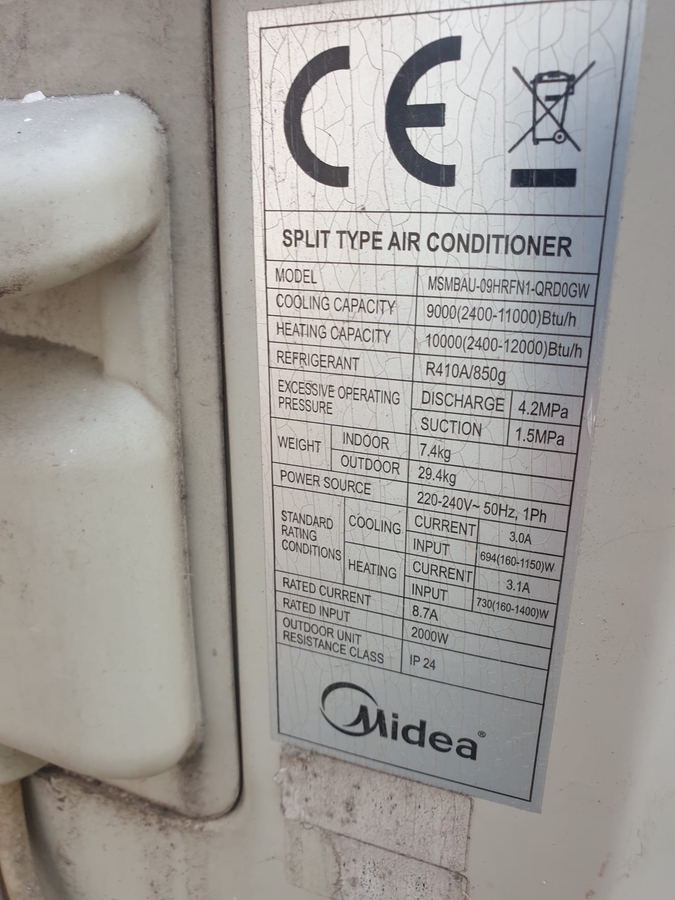 CE
SPLIT TYPE AIR CONDITIONER
MODEL MSMBAU-09HRFN1-QRD0GW
COOLING CAPACITY 9000(2400-11000)Btu/h
HEATING CAPACITY 10000(2400-12000)Btu/h
REFRIGERANT R410A/850g
EXCESSIVE OPERATING
PRESSURE
DISCHARGE 4.2MPa
SUCTION 1.5MPa
WEIGHT
INDOOR 7.4kg
OUTDOOR 29.4kg
POWER SOURCE 220-240V~ 50Hz, 1Ph
STANDARD
RATING
CONDITIONS
COOLING
CURRENT 3.0A
INPUT 694(160-1150)W
HEATING
CURRENT 3.1A
INPUT 730(160-1400)W
RATED CURRENT 8.7A
RATED INPUT 2000W
OUTDOOR UNIT
RESISTANCE CLASS
IP 24
Midea®